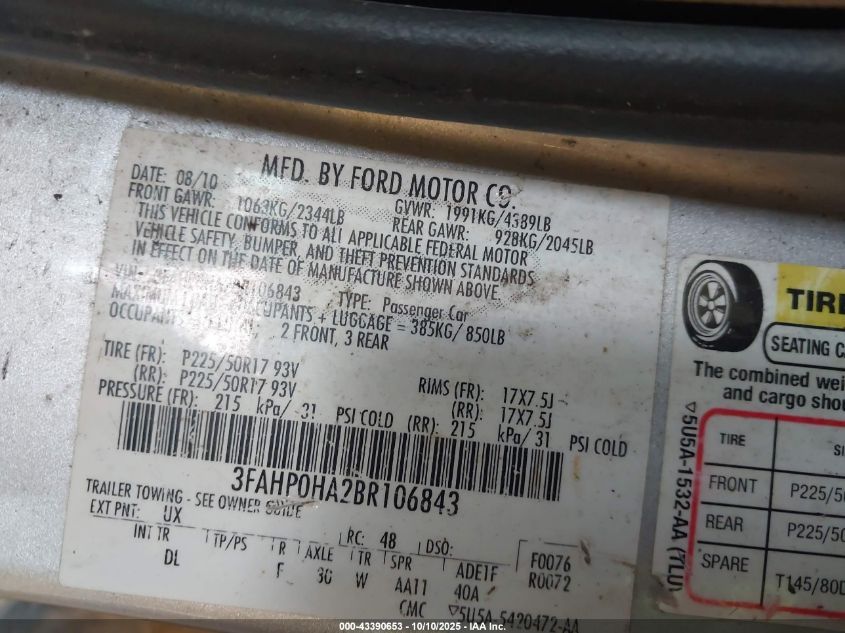 MFD. BY FORD MOTOR CO.
DATE: 08/10 GVWR: 1991KG/4389LB
FRONT GAWR: 1063KG/2344LB REAR GAWR: 928KG/2045LB
THIS VEHICLE CONFORMS TO ALL APPLICABLE FEDERAL MOTOR
VEHICLE SAFETY, BUMPER, AND THEFT PREVENTION STANDARDS
IN EFFECT ON THE DATE OF MANUFACTURE SHOWN ABOVE.
VIN: 106843 TYPE: Passenger Car
OCCUPANTS + LUGGAGE = 385KG/ 850LB
2 FRONT, 3 REAR
TIRE (FR): P225/50R17 93V RIMS (FR): 17X7.5J
(RR): P225/50R17 93V (RR): 17X7.5J
PRESSURE (FR): 215 kPa/ 31 PSI COLD (RR): 215 kPa/ 31 PSI COLD
3FAHP0HA2BR106843
TRAILER TOWING - SEE OWNER GUIDE
EXT PNT: UX RC: 48 DSO: F0076
INT TR TP/PS R AXLE TR SPR R0072
DL F 30 W AA11 ADE1F
40A
CMC ▽5U5A-5420472-AA
TIRE
SEATING C
The combined wei
and cargo shou
TIRE SI
FRONT P225/5
REAR P225/50
SPARE T145/80D
▽5U5A-1532-AA (TLU)
000-43390653 - 10/10/2025 - IAA Inc.